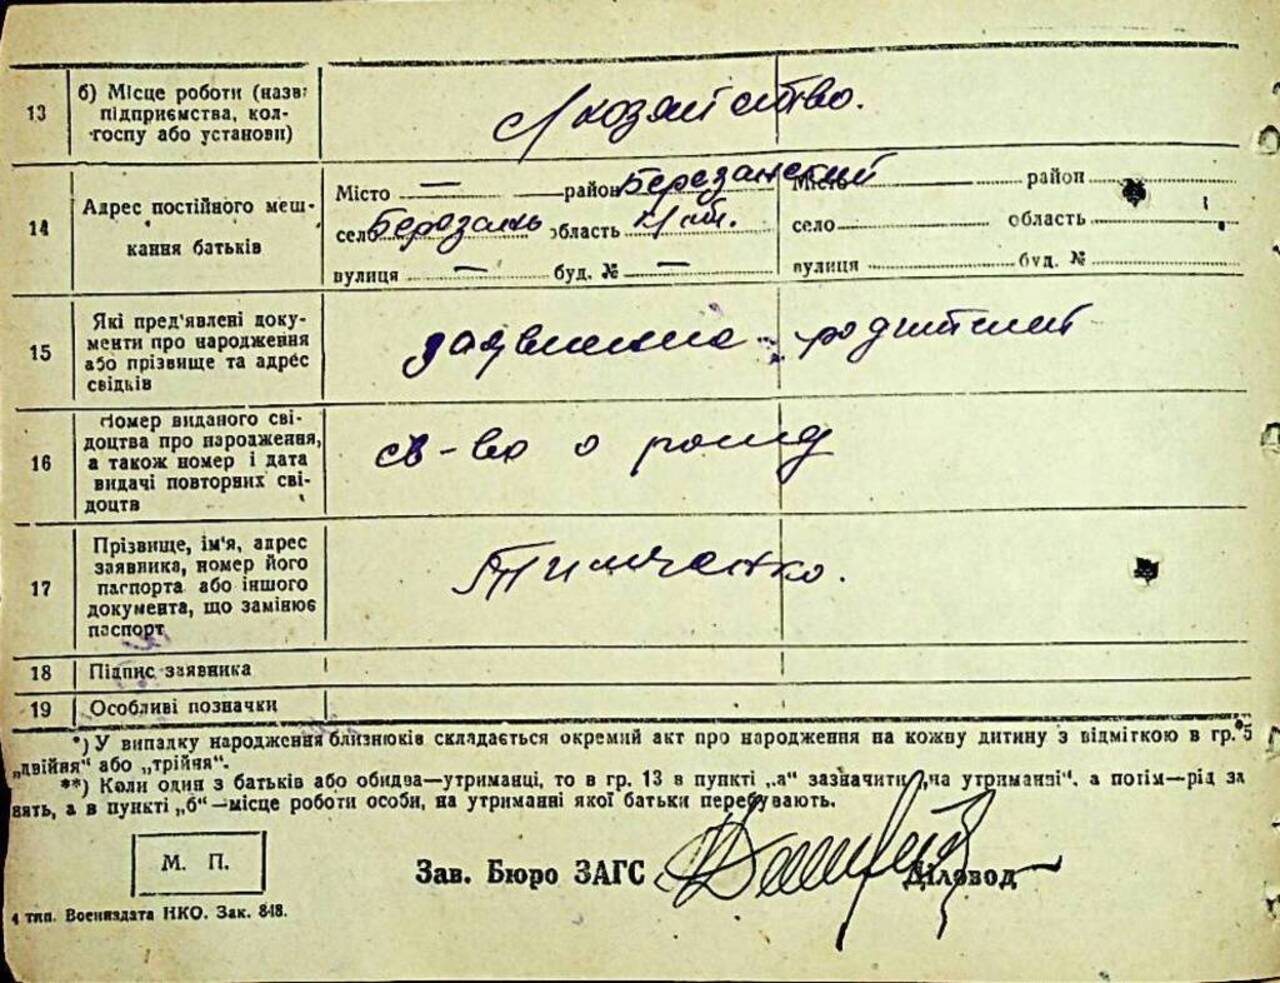 13
б) Місце роботи (назва
підприємства, кол-
госпу або установи)
с/хозяйство.
14
Адрес постійного меш-
кання батьків
Місто — район Березанский
село Березань область К/об.
вулиця — буд. № —
Місто район
село область
вулиця буд. №
15
Які пред'явлені доку-
менти про народження
або прізвище та адрес
свідків
заявление родителей
16
Номер виданого сві-
доцтва про народження,
а також номер і дата
видачі повторних сві-
доцтв
св-во о рожд
17
Прізвище, ім'я, адрес
заявника, номер його
паспорта або іншого
документа, що замінює
паспорт
Тимченко.
18
Підпис заявника
19
Особливі позначки
*) У випадку народження близнюків складається окремий акт про народження на кожну дитину з відміткою в гр. 5
„двійня" або „трійня".
**) Коли один з батьків або обидва—утриманці, то в гр. 13 в пункті „а" зазначити „на утриманні", а потім—рід за
нять, а в пункті „б"—місце роботи особи, на утриманні якої батьки перебувають.
М. П.
Зав. Бюро ЗАГС
Діловод
4 тип. Воениздата НКО. Зак. 848.